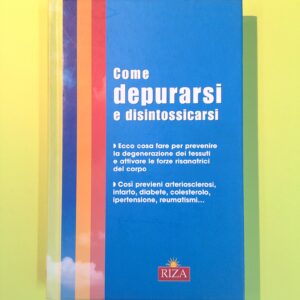 Come
depurarsi
e disintossicarsi
Ecco cosa fare per prevenire
la degenerazione dei tessuti
e attivare le forze risanatrici
del corpo
Così previeni arteriosclerosi,
infarto, diabete, colesterolo,
ipertensione, reumatismi...
RIZA